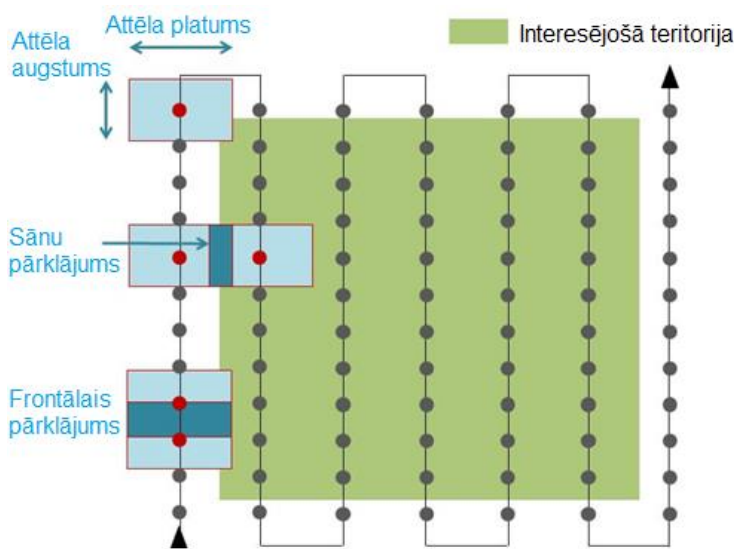 Attēla platums
Attēla
augstums
Interesējošā teritorija
Sānu
pārklājums
Frontālais
pārklājums